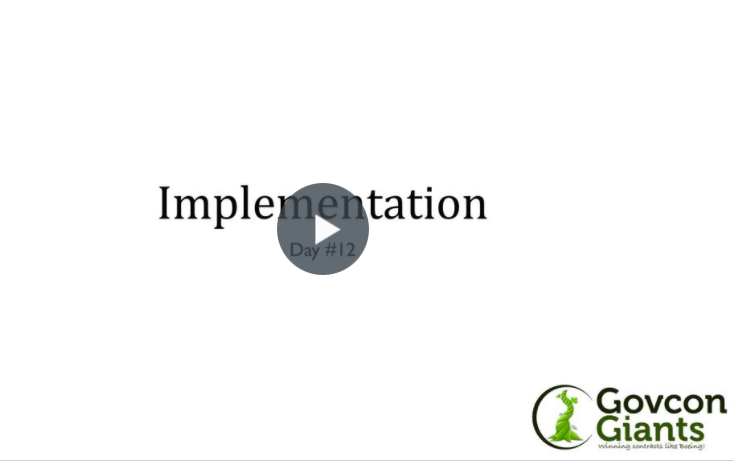 Implementation
Day #12
Govcon
Giants
Winning contracts like Boeing!